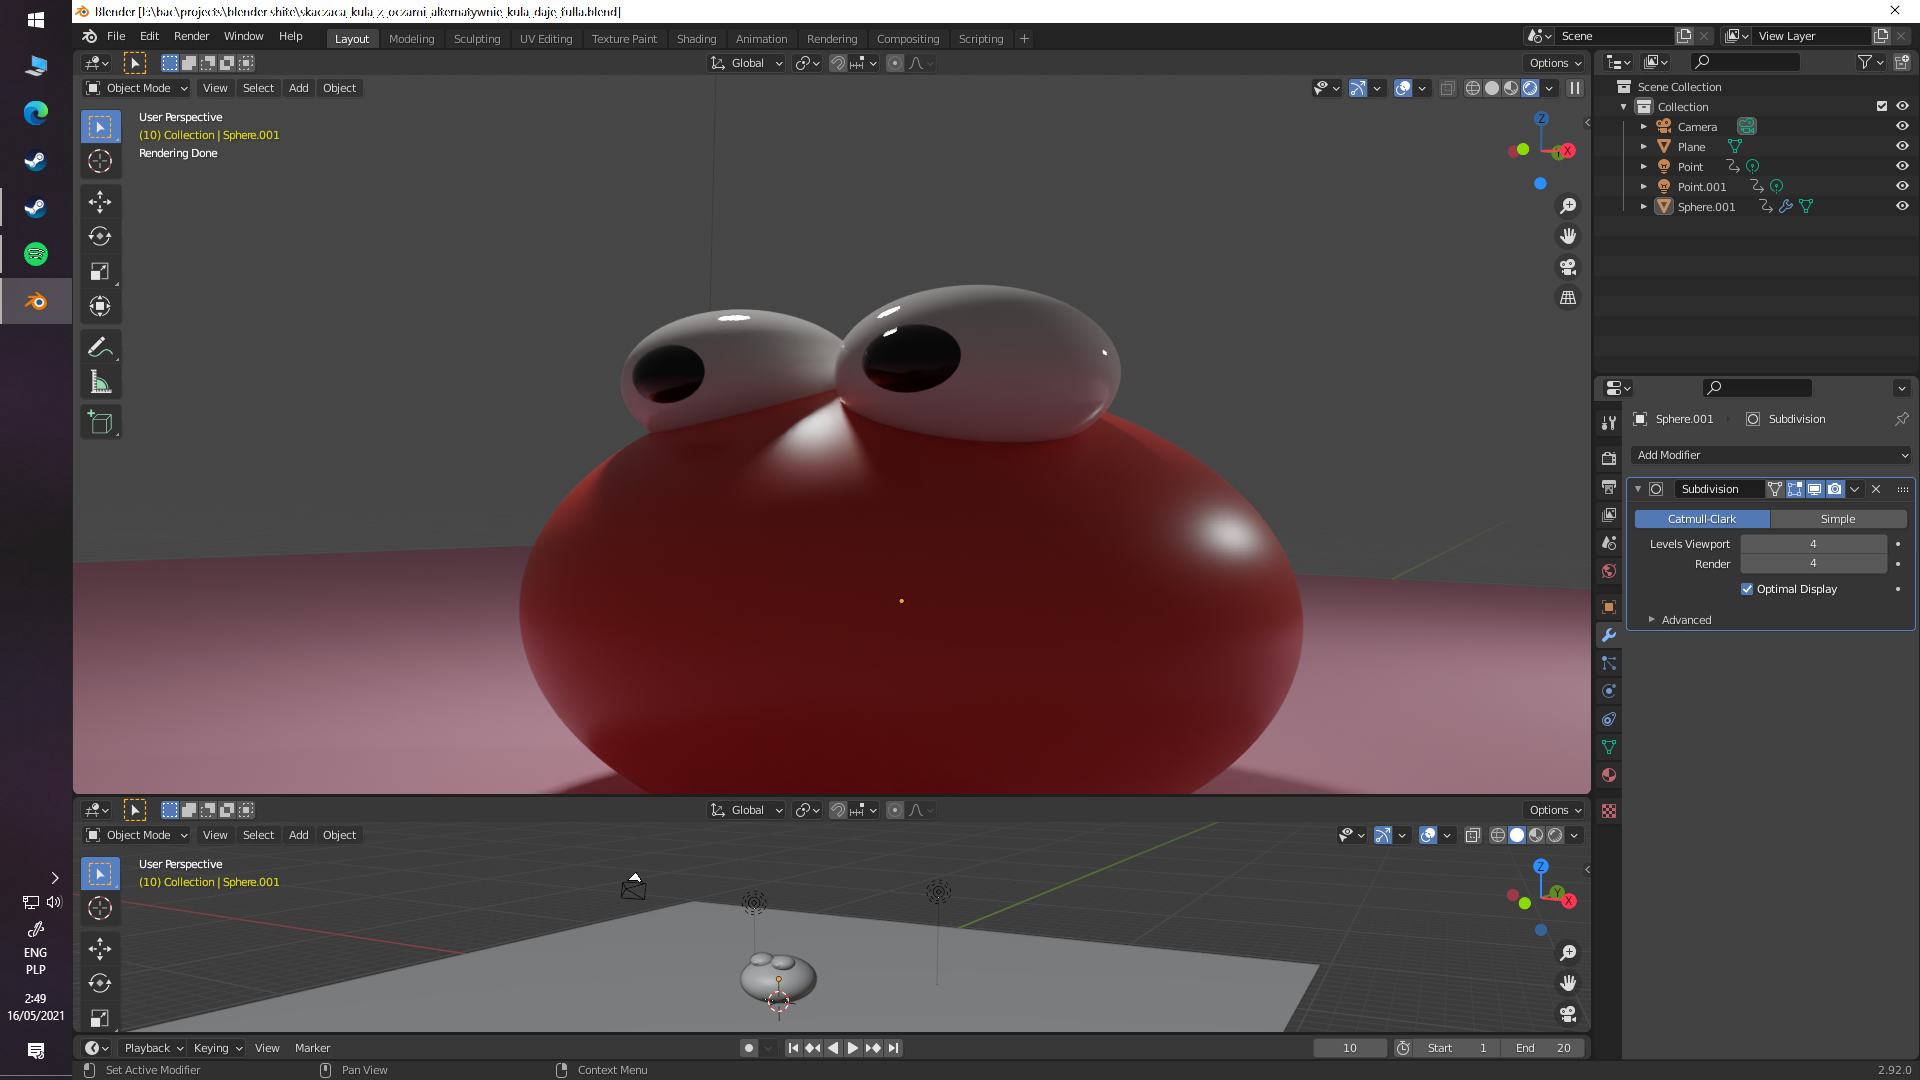 Blender [E:\bac\projects\blender shite\skaczaca_kula_z_oczami_alternatywnie_kula_daje_fulla.blend]
File Edit Render Window Help
Layout Modeling Sculpting UV Editing Texture Paint Shading Animation Rendering Compositing Scripting +
Scene
View Layer
Global
Options
Object Mode View Select Add Object
User Perspective
(10) Collection | Sphere.001
Rendering Done
Z
X
Scene Collection
Collection
Camera
Plane
Point
Point.001
Sphere.001
Sphere.001 Subdivision
Add Modifier
Subdivision
Catmull-Clark Simple
Levels Viewport 4
Render 4
Optimal Display
Advanced
Global
Options
Object Mode View Select Add Object
User Perspective
(10) Collection | Sphere.001
Z
Y
X
Playback Keying View Marker
10
Start 1 End 20
Set Active Modifier
Pan View
Context Menu
2.92.0
ENG
PLP
2:49
16/05/2021